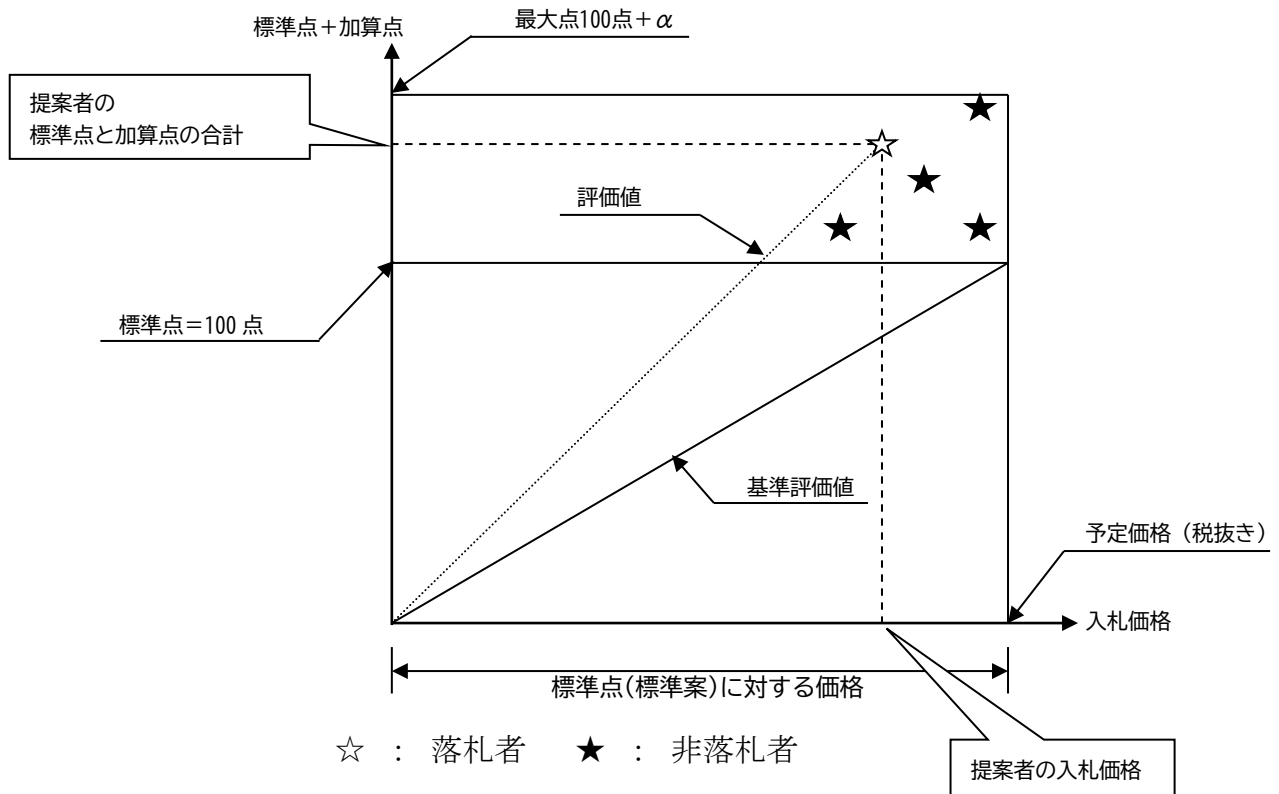 最大点100点＋α
標準点＋加算点
提案者の
標準点と加算点の合計
評価値
標準点＝100 点
基準評価値
予定価格（税抜き）
入札価格
標準点(標準案)に対する価格
☆ ： 落札者 ★ ： 非落札者
提案者の入札価格